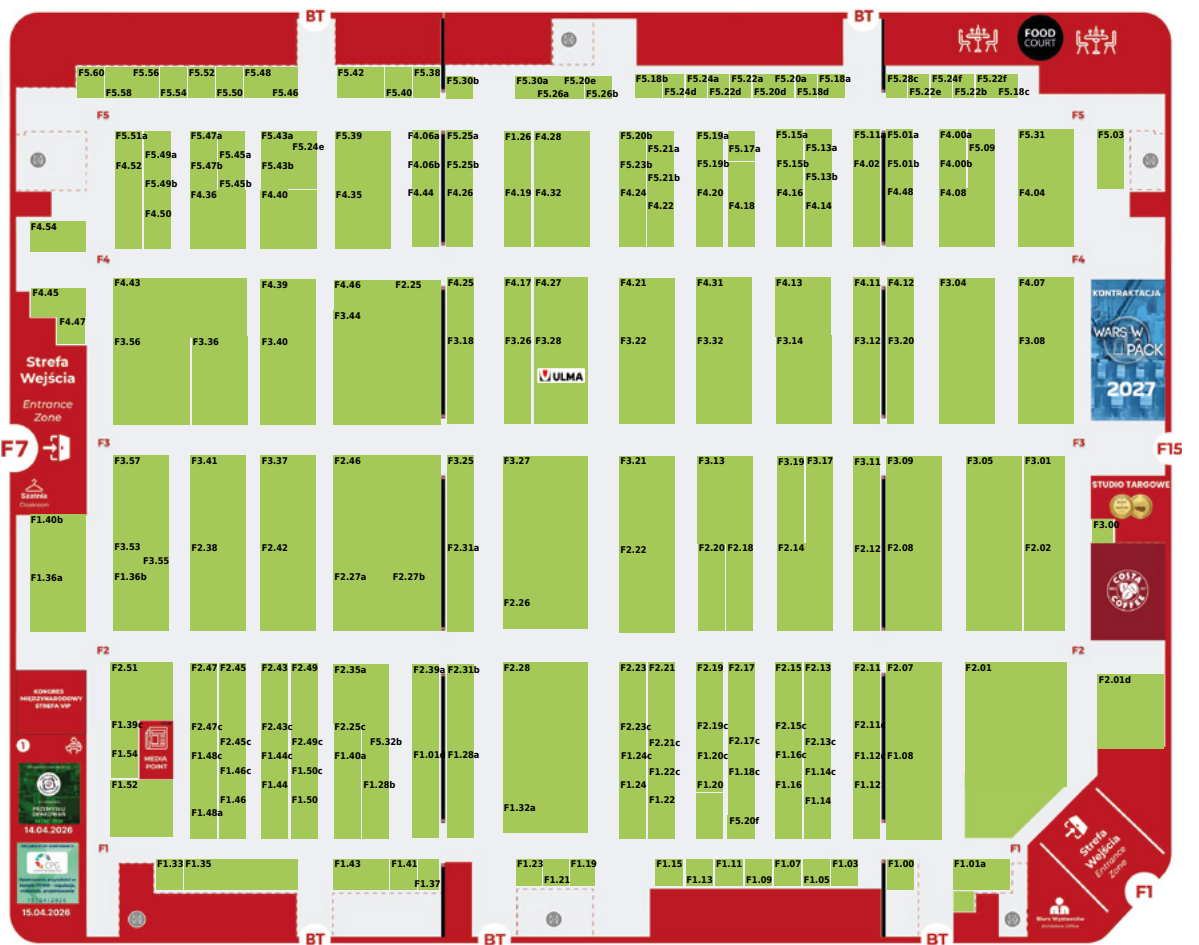 BT
BT
FOOD
COURT
F5.60
F5.56
F5.52
F5.48
F5.58
F5.54
F5.50
F5.46
F5.42
F5.38
F5.40
F5.30b
F5.30a
F5.20e
F5.26a
F5.26b
F5.18b
F5.24a
F5.22a
F5.20a
F5.18a
F5.24d
F5.22d
F5.20d
F5.18d
F5.28c
F5.24f
F5.22f
F5.22e
F5.22b
F5.18c
F5
F5
F5.51a
F5.47a
F5.43a
F5.39
F4.06a
F5.25a
F1.26
F4.28
F5.20b
F5.19a
F5.15a
F5.11a
F5.01a
F4.00a
F5.31
F5.03
F5.24e
F5.21a
F5.17a
F5.13a
F5.09
F5.49a
F5.45a
F4.52
F5.47b
F5.43b
F4.06b
F5.25b
F5.23b
F5.19b
F5.15b
F4.02
F5.01b
F4.00b
F5.49b
F5.45b
F5.21b
F5.13b
F4.36
F4.40
F4.35
F4.44
F4.26
F4.19
F4.32
F4.24
F4.20
F4.16
F4.48
F4.08
F4.04
F4.50
F4.22
F4.18
F4.14
F4.54
F4
F4
F4.45
F4.47
F4.43
F4.39
F4.46
F2.25
F4.25
F4.17
F4.27
F4.21
F4.31
F4.13
F4.11
F4.12
F3.04
F4.07
F3.44
F3.56
F3.36
F3.40
F3.18
F3.26
F3.28
F3.22
F3.32
F3.14
F3.12
F3.20
F3.08
ULMA
KONTRAKTACJA
WARSAW
PACK
2027
Strefa
Wejścia
Entrance
Zone
F7
Szatnia
Cloakroom
F3
F3
F15
F3.57
F3.41
F3.37
F2.46
F3.25
F3.27
F3.21
F3.13
F3.19
F3.17
F3.11
F3.09
F3.05
F3.01
STUDIO TARGOWE
F3.00
COSTA
COFFEE
F1.40b
F1.36a
F3.53
F3.55
F1.36b
F2.38
F2.42
F2.27a
F2.27b
F2.31a
F2.26
F2.22
F2.20
F2.18
F2.14
F2.12
F2.08
F2.02
F2
F2
F2.51
F2.47
F2.45
F2.43
F2.49
F2.35a
F2.39a
F2.31b
F2.28
F2.23
F2.21
F2.19
F2.17
F2.15
F2.13
F2.11
F2.07
F2.01
F2.01d
KONGRES
MIĘDZYNARODOWY
STREFA VIP
1
F1.39c
F2.47c
F2.43c
F2.25c
F2.23c
F2.19c
F2.15c
F2.11c
F2.45c
F2.49c
F5.32b
F2.21c
F2.17c
F2.13c
F1.54
F1.48c
F1.44c
F1.40a
F1.01c
F1.28a
F1.24c
F1.20c
F1.16c
F1.12c
F1.08
MEDIA
POINT
F1.46c
F1.50c
F1.22c
F1.18c
F1.14c
F1.52
F1.44
F1.28b
F1.24
F1.20
F1.16
F1.12
F1.46
F1.50
F1.22
F1.14
F1.48a
F1.32a
F5.20f
PRZEMYSŁU
OPAKOWAŃ
14.04.2026
CPG
15.04.2026
F1
F1
F1.33
F1.35
F1.43
F1.41
F1.37
F1.23
F1.19
F1.21
F1.15
F1.11
F1.07
F1.03
F1.13
F1.09
F1.05
F1.00
F1.01a
Strefa
Wejścia
Entrance
Zone
F1
Biuro Wystawców
Exhibitors Office
BT
BT
BT